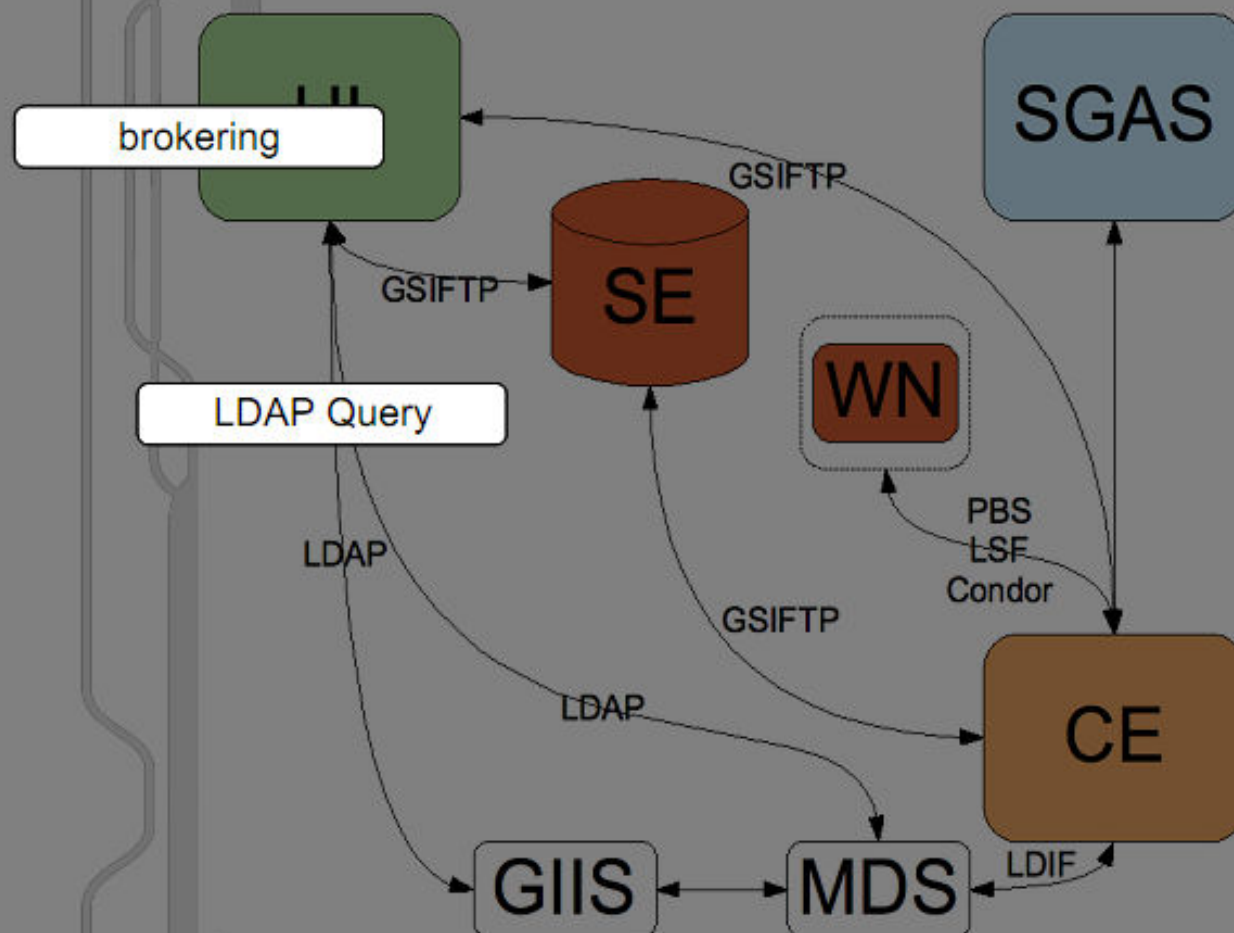 brokering
SGAS
GSIFTP
GSIFTP
SE
WN
LDAP Query
PBS
LSF
Condor
LDAP
GSIFTP
LDAP
CE
GIIS
MDS
LDIF